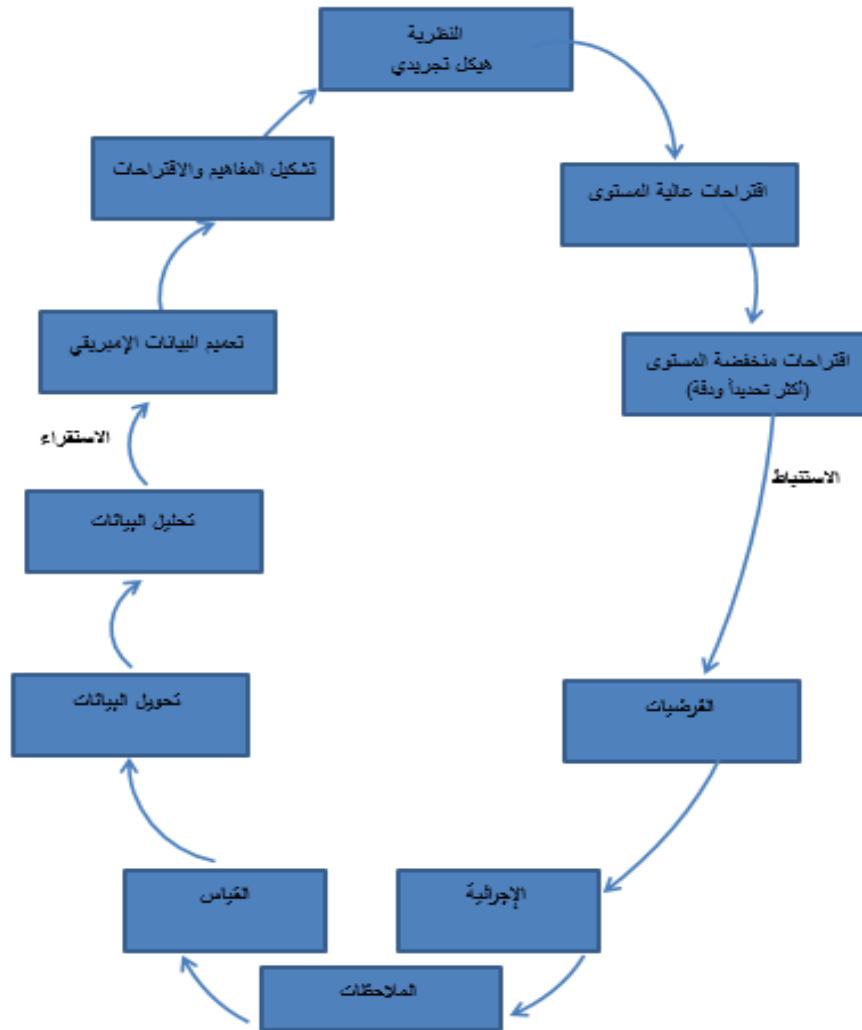 النظرية
هيكل تجريدي
اقتراحات عالية المستوى
اقتراحات منخفضة المستوى
(أكثر تحديداً ودقة)
الاستنباط
الفرضيات
الإجرائية
الملاحظات
القياس
تحويل البيانات
تحليل البيانات
الاستقراء
تعميم البيانات الإمبريقي
تشكيل المفاهيم والاقتراحات